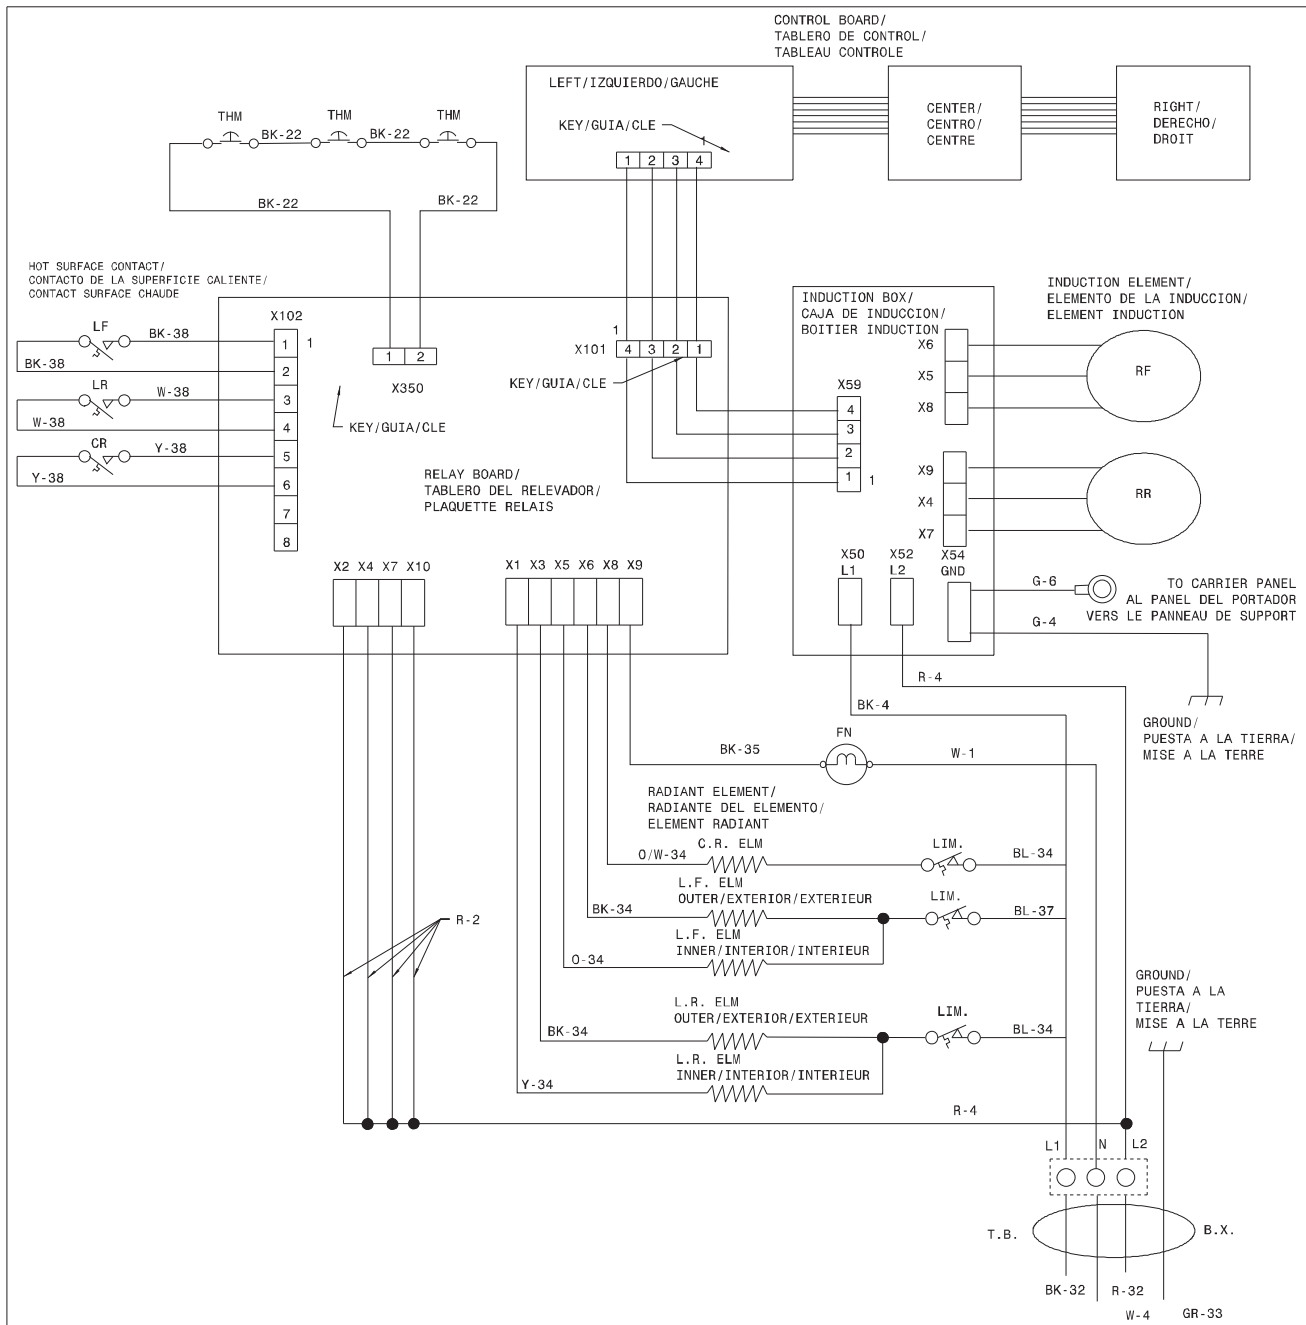 CONTROL BOARD/
TABLERO DE CONTROL/
TABLEAU CONTROLE
LEFT/IZQUIERDO/GAUCHE
KEY/GUIA/CLE
1
1 2 3 4
CENTER/
CENTRO/
CENTRE
RIGHT/
DERECHO/
DROIT
THM
BK-22
THM
BK-22
THM
BK-22
BK-22
HOT SURFACE CONTACT/
CONTACTO DE LA SUPERFICIE CALIENTE/
CONTACT SURFACE CHAUDE
LF
BK-38
BK-38
LR
W-38
W-38
CR
Y-38
Y-38
X102
1
1
2
3
4
5
6
7
8
1 2
X350
KEY/GUIA/CLE
1
X101
4 3 2 1
KEY/GUIA/CLE
RELAY BOARD/
TABLERO DEL RELEVADOR/
PLAQUETTE RELAIS
X2 X4 X7 X10
X1 X3 X5 X6 X8 X9
INDUCTION BOX/
CAJA DE INDUCCION/
BOITIER INDUCTION
X59
4
3
2
1
1
X6
X5
X8
X9
X4
X7
X50
L1
X52
L2
X54
GND
INDUCTION ELEMENT/
ELEMENTO DE LA INDUCCION/
ELEMENT INDUCTION
RF
RR
G-6
TO CARRIER PANEL
AL PANEL DEL PORTADOR
VERS LE PANNEAU DE SUPPORT
G-4
R-4
BK-4
GROUND/
PUESTA A LA TIERRA/
MISE A LA TERRE
FN
BK-35
W-1
RADIANT ELEMENT/
RADIANTE DEL ELEMENTO/
ELEMENT RADIANT
O/W-34
C.R. ELM
LIM.
BL-34
L.F. ELM
OUTER/EXTERIOR/EXTERIEUR
BK-34
LIM.
BL-37
L.F. ELM
INNER/INTERIOR/INTERIEUR
O-34
R-2
L.R. ELM
OUTER/EXTERIOR/EXTERIEUR
BK-34
LIM.
BL-34
L.R. ELM
INNER/INTERIOR/INTERIEUR
Y-34
R-4
GROUND/
PUESTA A LA
TIERRA/
MISE A LA TERRE
L1 N L2
T.B.
B.X.
BK-32
R-32
W-4
GR-33